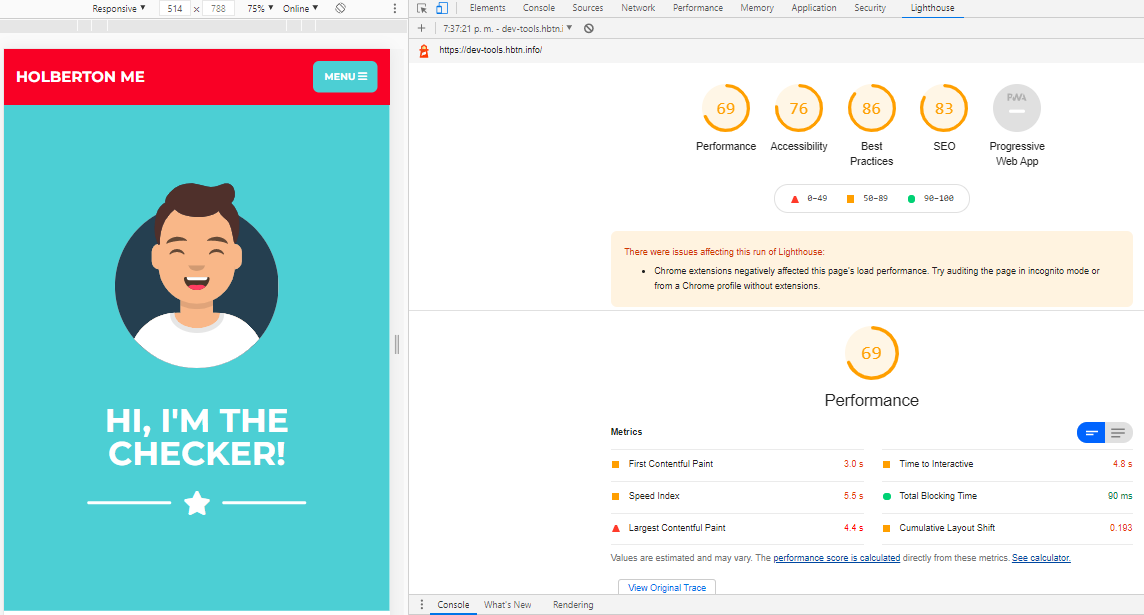 Responsive ▼ 514 × 788 75% ▼ Online ▼
HOLBERTON ME
MENU ☰
HI, I'M THE
CHECKER!
Elements Console Sources Network Performance Memory Application Security Lighthouse
+ 7:37:21 p. m. - dev-tools.hbtn.i ▼
https://dev-tools.hbtn.info/
69 76 86 83 PWA
Performance Accessibility Best SEO Progressive
Practices Web App
0–49 50–89 90–100
There were issues affecting this run of Lighthouse:
• Chrome extensions negatively affected this page's load performance. Try auditing the page in incognito mode or
from a Chrome profile without extensions.
69
Performance
Metrics
First Contentful Paint 3.0 s Time to Interactive 4.8 s
Speed Index 5.5 s Total Blocking Time 90 ms
Largest Contentful Paint 4.4 s Cumulative Layout Shift 0.193
Values are estimated and may vary. The performance score is calculated directly from these metrics. See calculator.
View Original Trace
Console What's New Rendering